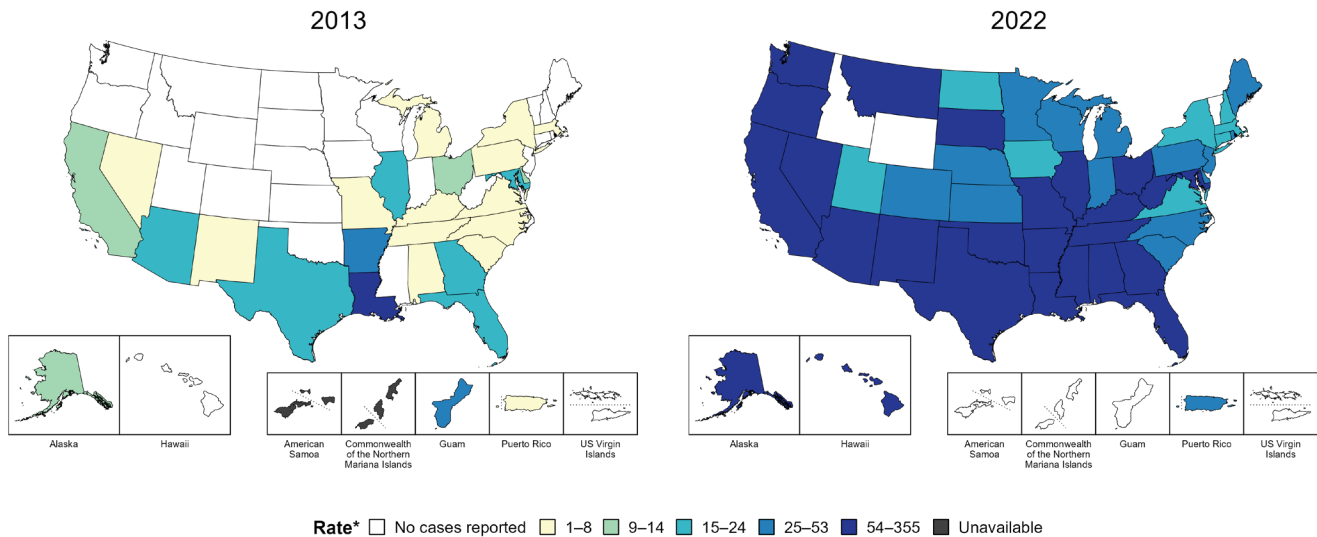 2013
2022
Alaska
Hawaii
American
Samoa
Commonwealth
of the Northern
Mariana Islands
Guam
Puerto Rico
US Virgin
Islands
Alaska
Hawaii
American
Samoa
Commonwealth
of the Northern
Mariana Islands
Guam
Puerto Rico
US Virgin
Islands
Rate* No cases reported 1–8 9–14 15–24 25–53 54–355 Unavailable